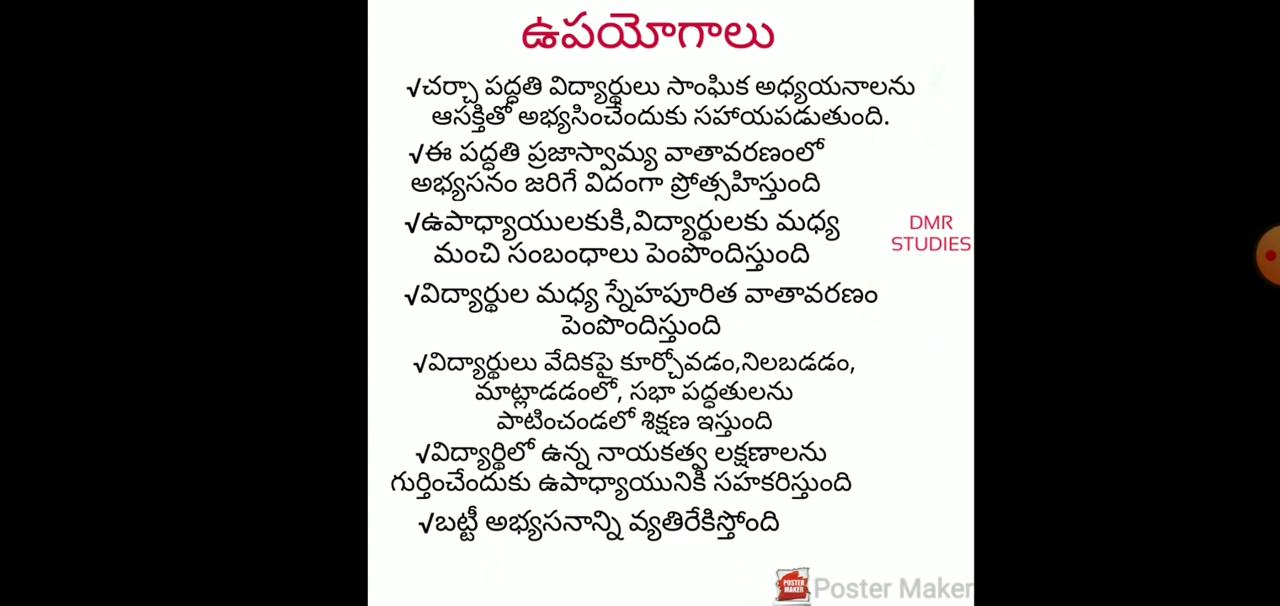 ఉపయోగాలు
√చర్చా పద్ధతి విద్యార్థులు సాంఘిక అధ్యయనాలను
ఆసక్తితో అభ్యసించేందుకు సహాయపడుతుంది.
√ఈ పద్ధతి ప్రజాస్వామ్య వాతావరణంలో
అభ్యసనం జరిగే విదంగా ప్రోత్సహిస్తుంది
√ఉపాధ్యాయులకుకి,విద్యార్థులకు మధ్య
మంచి సంబంధాలు పెంపొందిస్తుంది
DMR
STUDIES
√విద్యార్థుల మధ్య స్నేహపూరిత వాతావరణం
పెంపొందిస్తుంది
√విద్యార్థులు వేదికపై కూర్చోవడం,నిలబడడం,
మాట్లాడడంలో, సభా పద్ధతులను
పాటించండలో శిక్షణ ఇస్తుంది
√విద్యార్థిలో ఉన్న నాయకత్వ లక్షణాలను
గుర్తించేందుకు ఉపాధ్యాయునికి సహకరిస్తుంది
√బట్టీ అభ్యసనాన్ని వ్యతిరేకిస్తోంది
POSTER
MAKER
Poster Maker